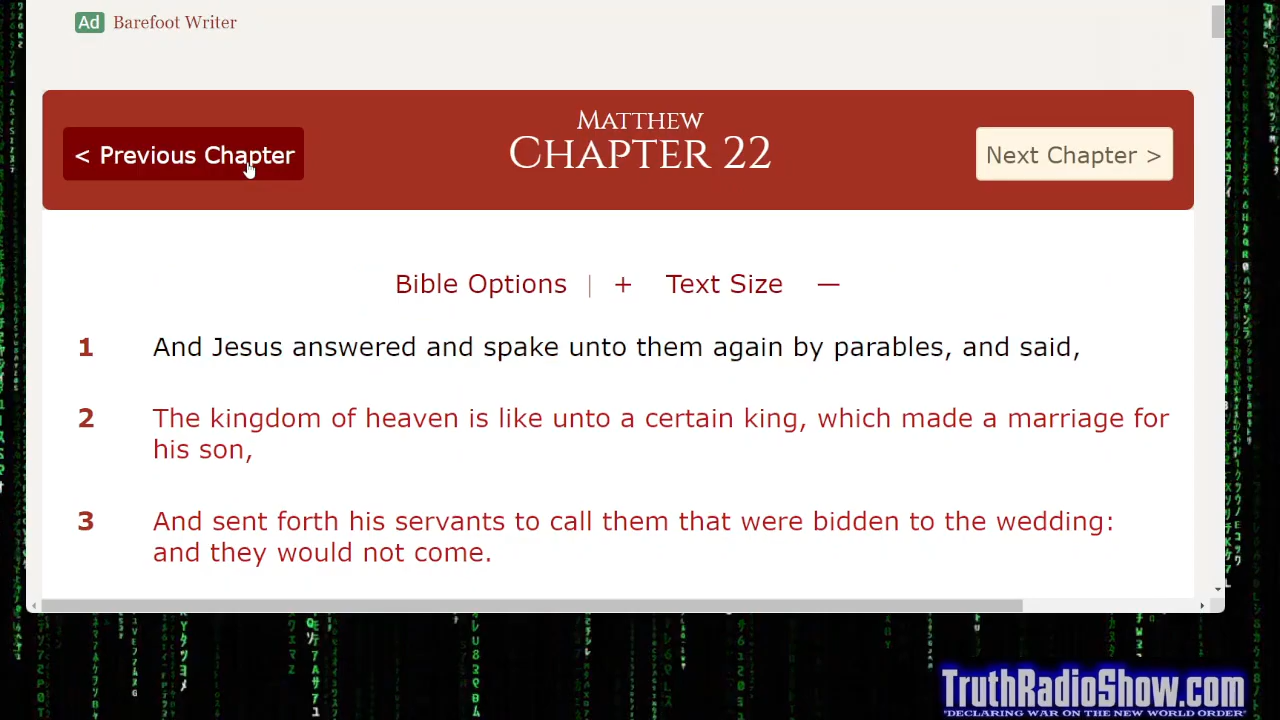 Ad Barefoot Writer
MATTHEW
< Previous Chapter CHAPTER 22 Next Chapter >
Bible Options | + Text Size —
1 And Jesus answered and spake unto them again by parables, and said,
2 The kingdom of heaven is like unto a certain king, which made a marriage for
his son,
3 And sent forth his servants to call them that were bidden to the wedding:
and they would not come.
TruthRadioShow.com
"DECLARING WAR ON THE NEW WORLD ORDER"